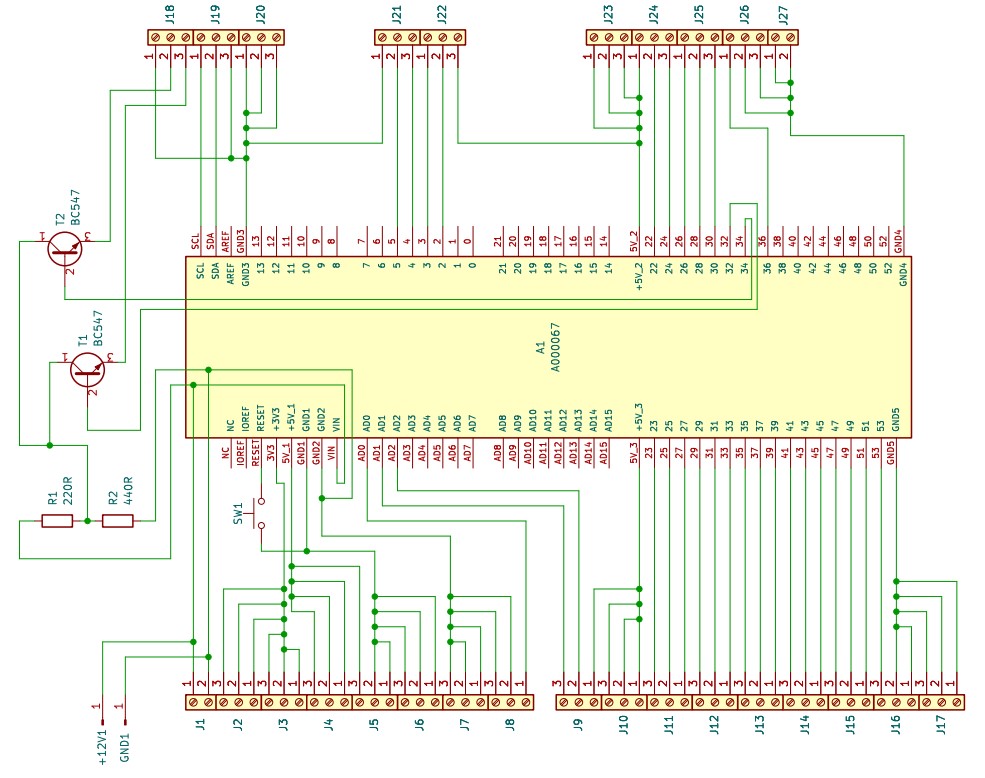 J18 J19 J20 J21 J22 J23 J24 J25 J26 J27
1 2 3 1 2 3 1 2 3 1 2 3 1 2 3 1 2 3 1 2 3 1 2 3 1 2 3 1 2
T2
BC547
1 3
2
SCL SDA AREF GND3 13 12 11 10 9 8 7 6 5 4 3 2 1 0 21 20 19 18 17 16 15 14 5V_2 22 24 26 28 30 32 34 36 38 40 42 44 46 48 50 52 GND4
SCL SDA AREF GND3 13 12 11 10 9 8 7 6 5 4 3 2 1 0 21 20 19 18 17 16 15 14 +5V_2 22 24 26 28 30 32 34 36 38 40 42 44 46 48 50 52 GND4
T1
BC547
1 3
2
A1
A000067
NC IOREF RESET +3V3 +5V_1 GND1 GND2 VIN AD0 AD1 AD2 AD3 AD4 AD5 AD6 AD7 AD8 AD9 AD10 AD11 AD12 AD13 AD14 AD15 +5V_3 23 25 27 29 31 33 35 37 39 41 43 45 47 49 51 53 GND5
NC IOREF RESET 3V3 5V_1 GND1 GND2 VIN AD0 AD1 AD2 AD3 AD4 AD5 AD6 AD7 AD8 AD9 AD10 AD11 AD12 AD13 AD14 AD15 5V_3 23 25 27 29 31 33 35 37 39 41 43 45 47 49 51 53 GND5
R1
220R
R2
440R
SW1
1 2 3 2 1 3 2 1 3 2 1 3 2 1 3 2 1 3 2 1 3 2 1 3 2 1 3 2 1 3 2 1 3 2 1 3 2 1 3 2 1 3 2 1 3 2 1 3 2 1
J1 J2 J3 J4 J5 J6 J7 J8 J9 J10 J11 J12 J13 J14 J15 J16 J17
1 1
+12V1 GND1